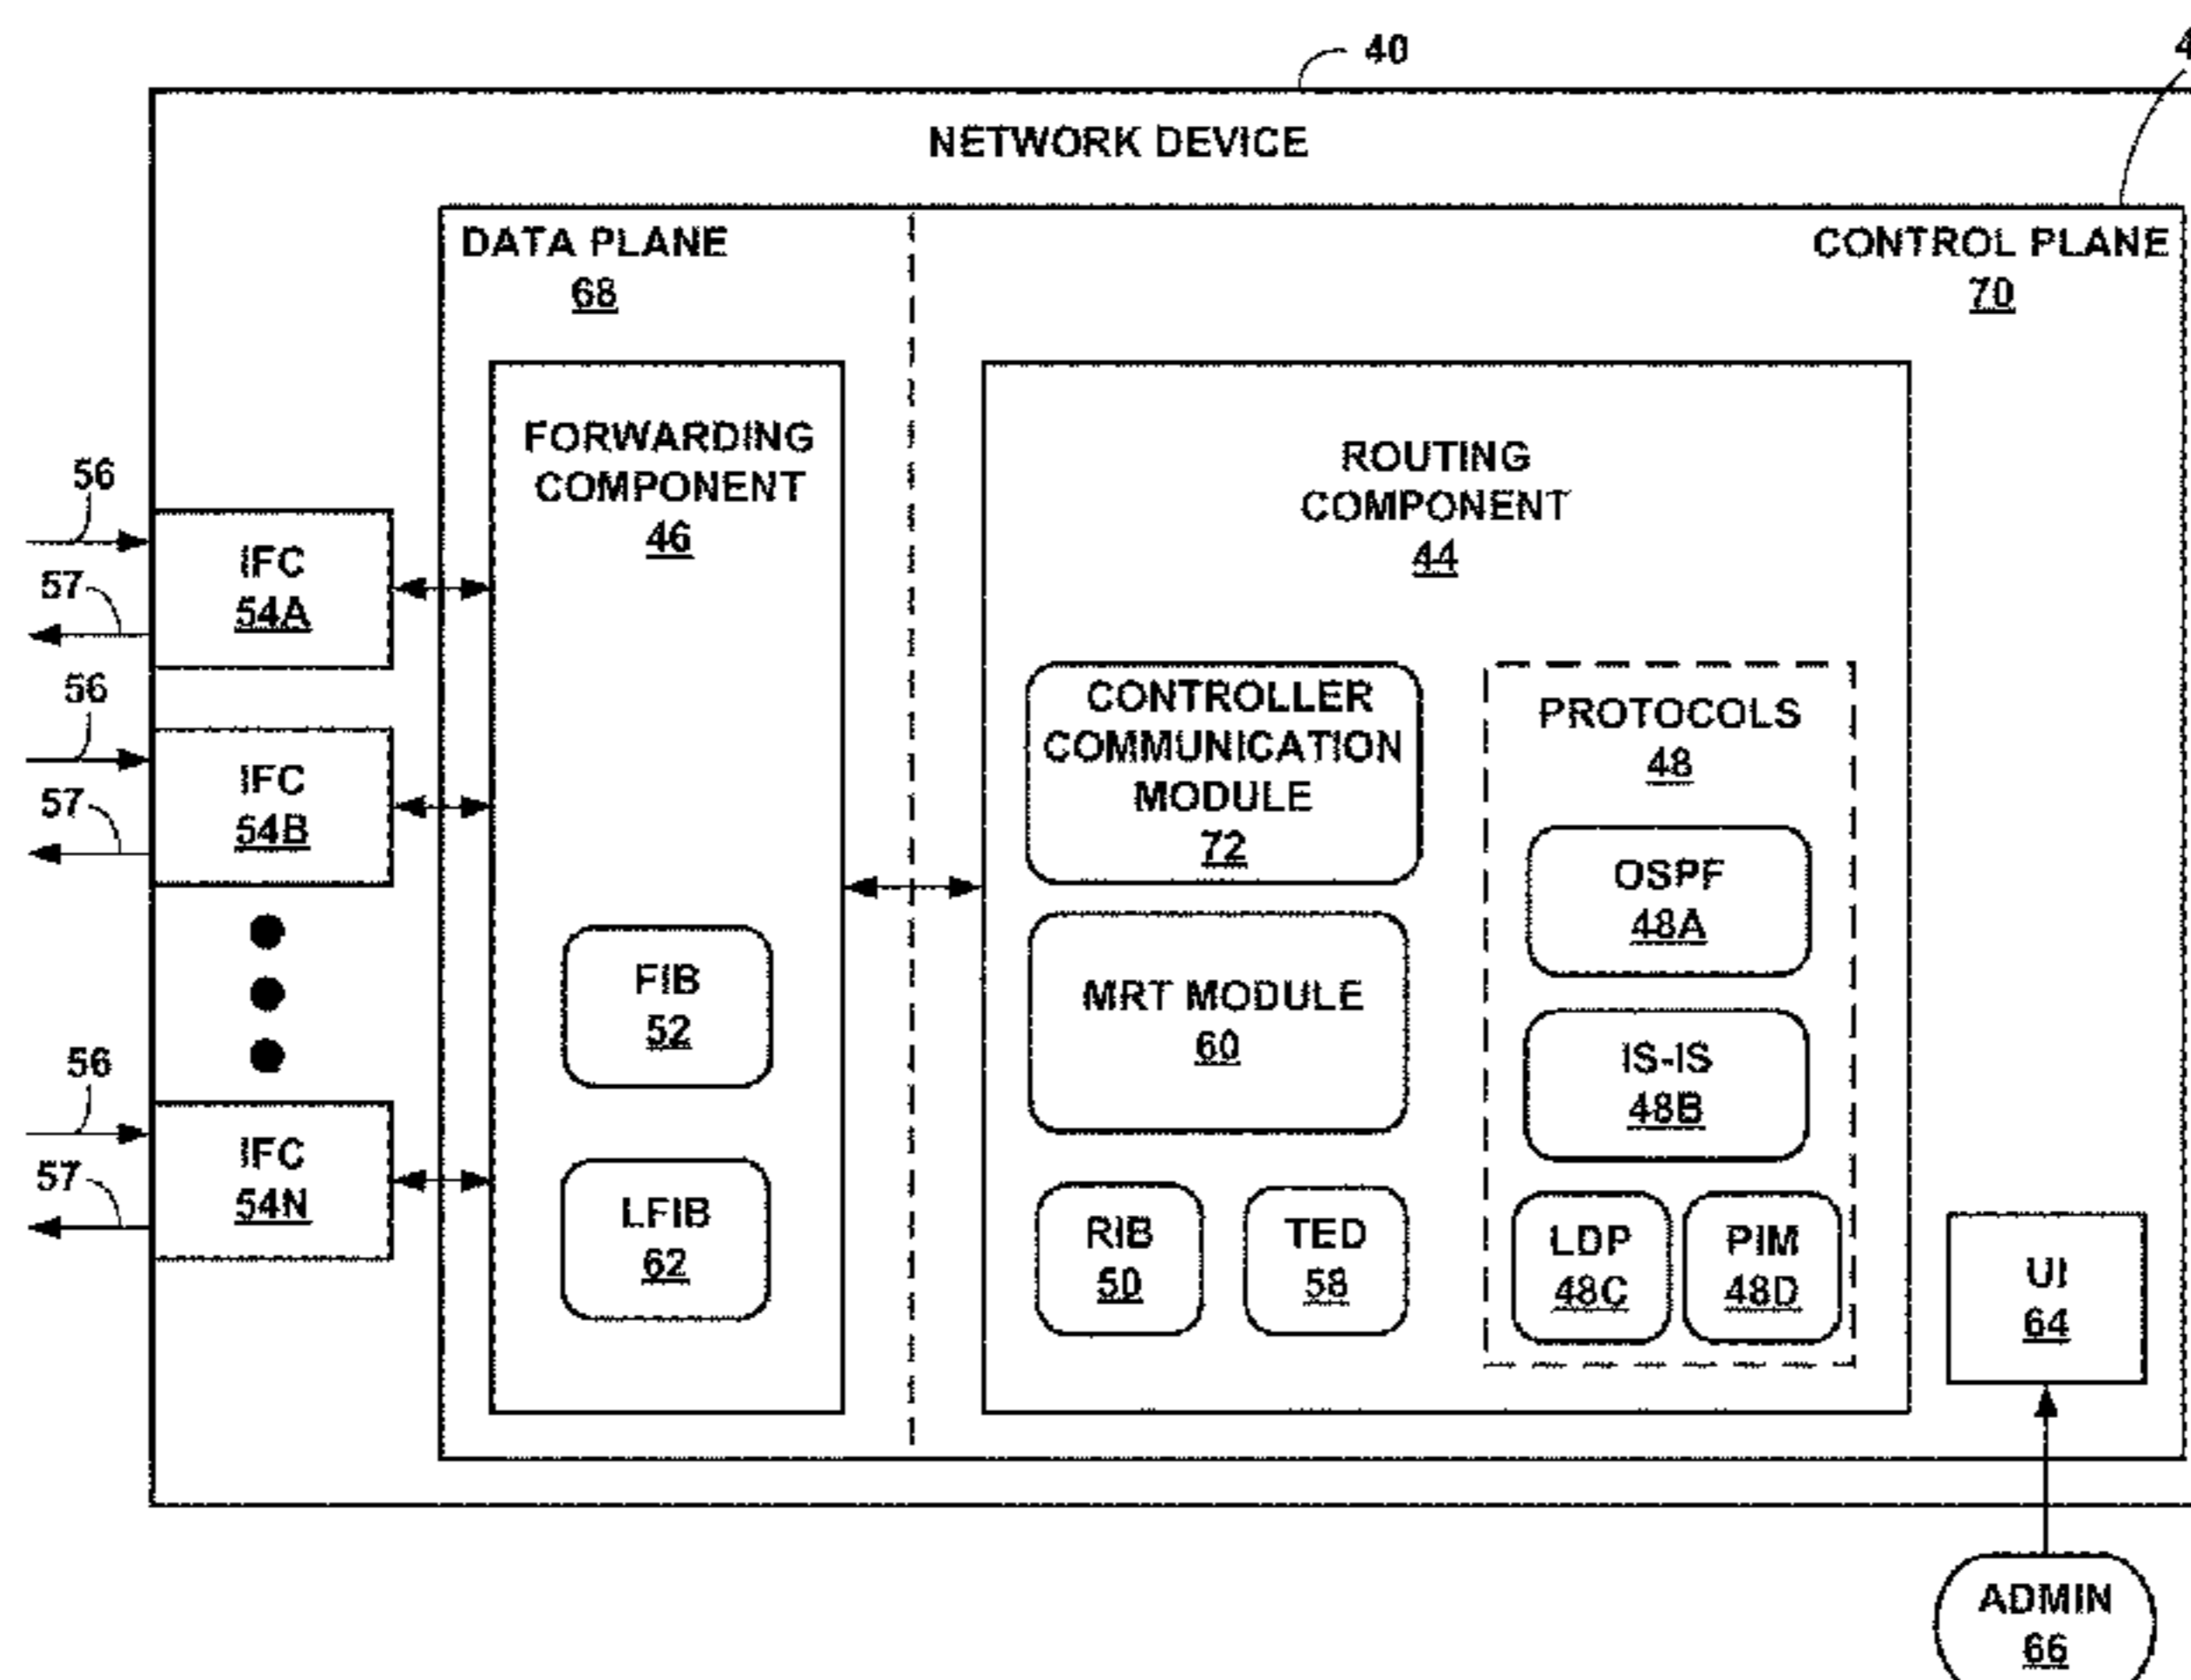 40
4
NETWORK DEVICE
DATA PLANE
68
CONTROL PLANE
70
FORWARDING
COMPONENT
46
ROUTING
COMPONENT
44
56
IFC
54A
57
56
IFC
54B
57
56
IFC
54N
57
FIB
52
LFIB
62
CONTROLLER
COMMUNICATION
MODULE
72
MRT MODULE
60
RIB
50
TED
58
PROTOCOLS
48
OSPF
48A
IS-IS
48B
LDP
48C
PIM
48D
UI
64
ADMIN
66